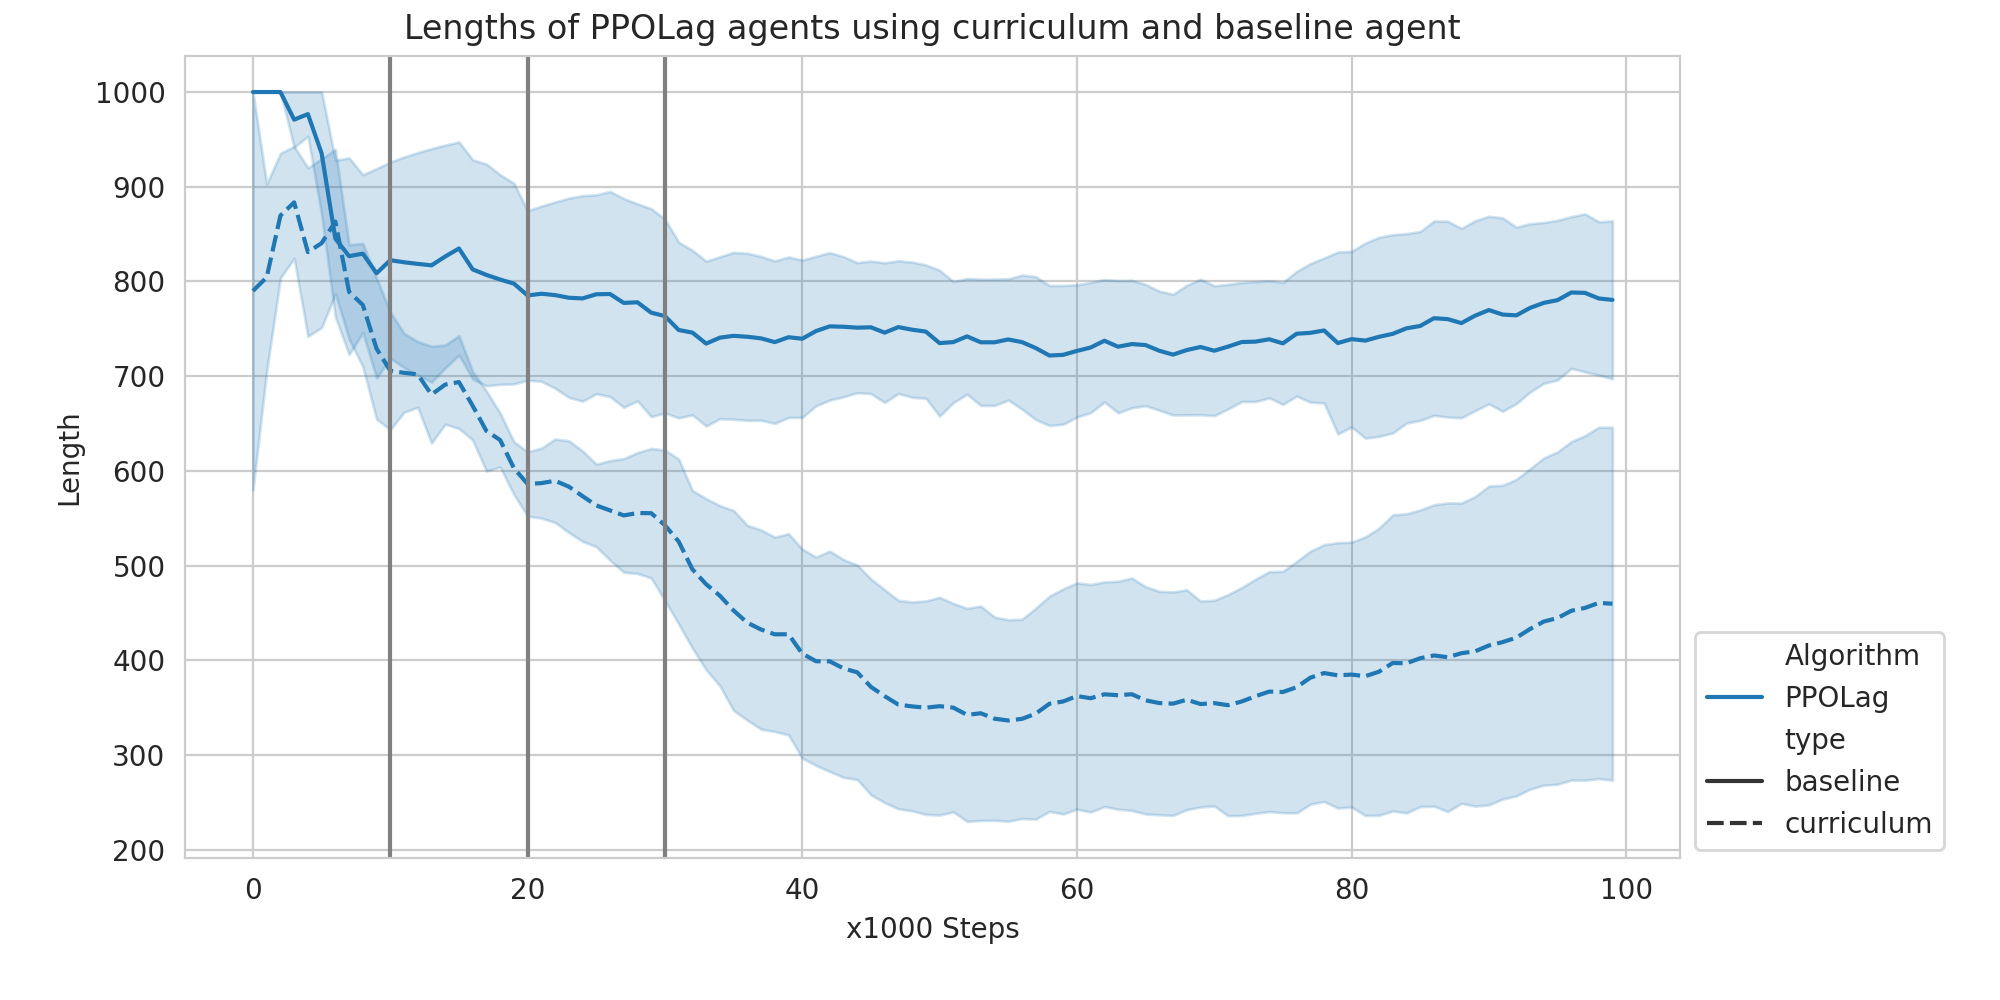 Lengths of PPOLag agents using curriculum and baseline agent
1000
900
800
700
600
500
400
300
200
Length
0 20 40 60 80 100
x1000 Steps
Algorithm
PPOLag
type
baseline
curriculum